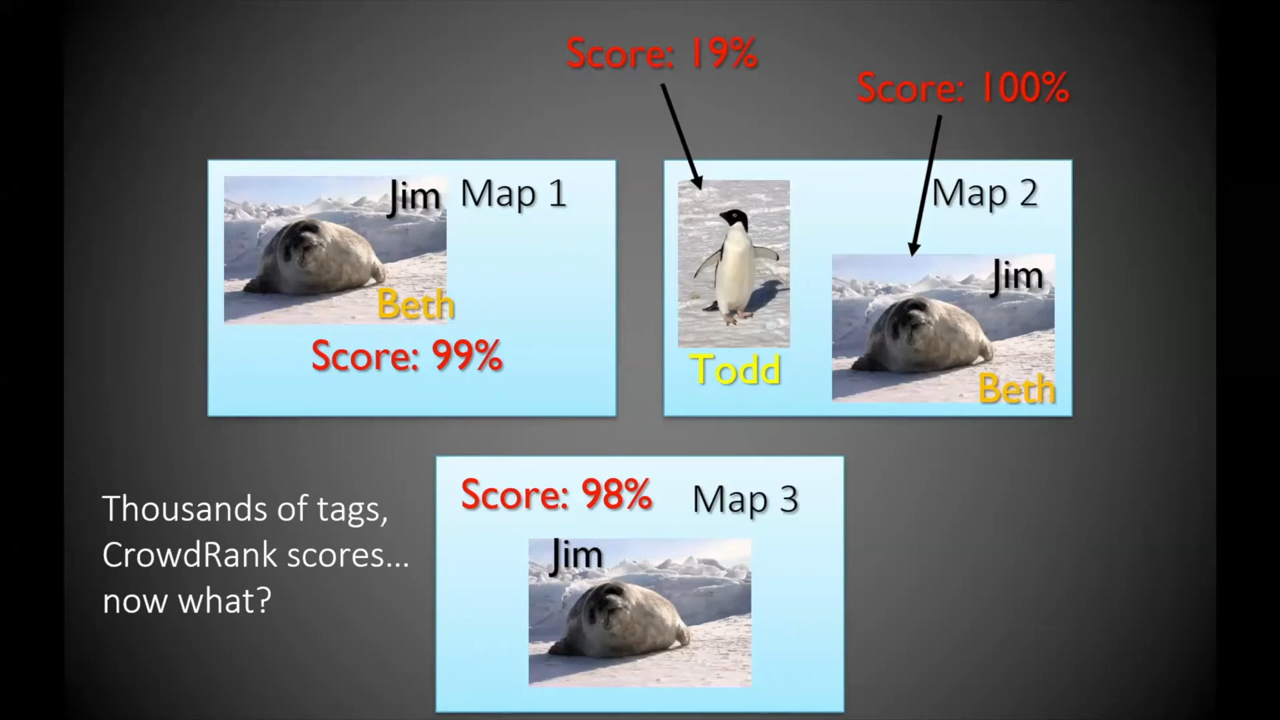 Score: 19%
Score: 100%
Jim
Map 1
Beth
Score: 99%
Map 2
Jim
Todd
Beth
Score: 98%
Map 3
Jim
Thousands of tags,
CrowdRank scores...
now what?